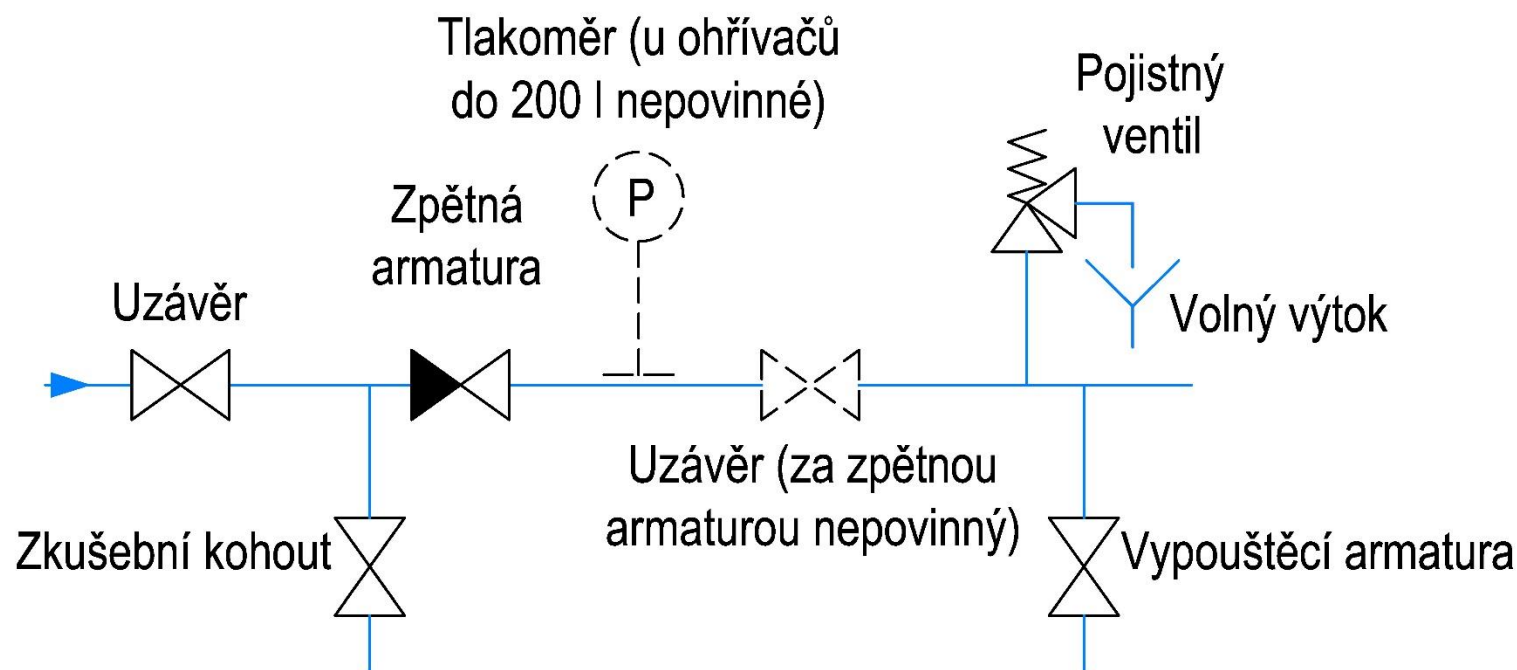 Tlakoměr (u ohřívačů
do 200 l nepovinné)
Pojistný
ventil
P
Zpětná
armatura
Uzávěr
Volný výtok
Uzávěr (za zpětnou
armaturou nepovinný)
Zkušební kohout
Vypouštěcí armatura